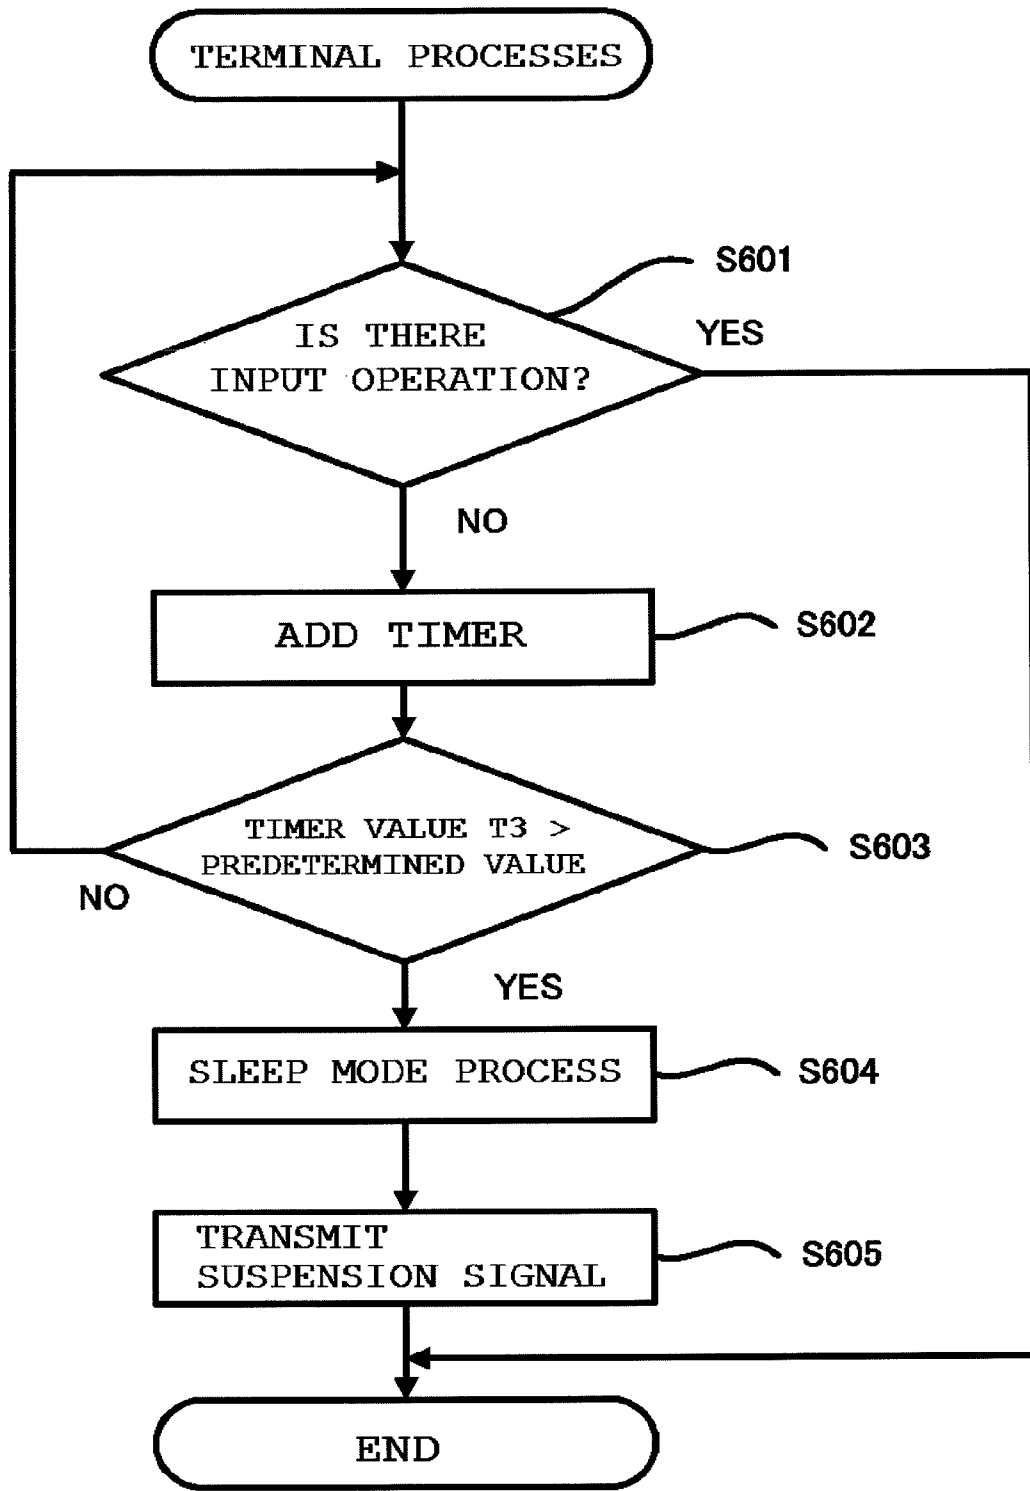 TERMINAL PROCESSES
S601
IS THERE
INPUT OPERATION?
YES
NO
ADD TIMER
S602
TIMER VALUE T3 >
PREDETERMINED VALUE
S603
NO
YES
SLEEP MODE PROCESS
S604
TRANSMIT
SUSPENSION SIGNAL
S605
END